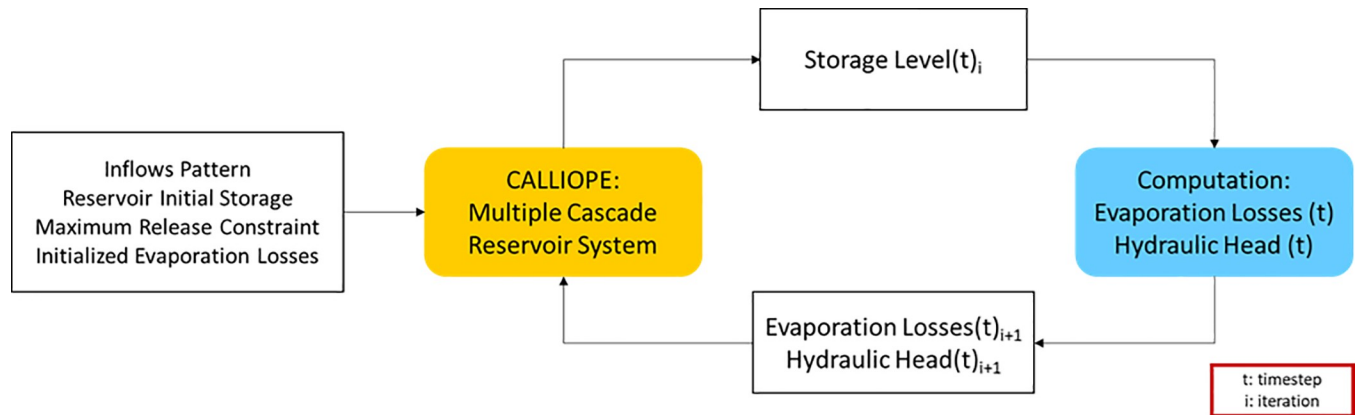 Storage Level(t)i
Inflows Pattern
Reservoir Initial Storage
Maximum Release Constraint
Initialized Evaporation Losses
CALLIOPE:
Multiple Cascade
Reservoir System
Computation:
Evaporation Losses (t)
Hydraulic Head (t)
Evaporation Losses(t)i+1
Hydraulic Head(t)i+1
t: timestep
i: iteration